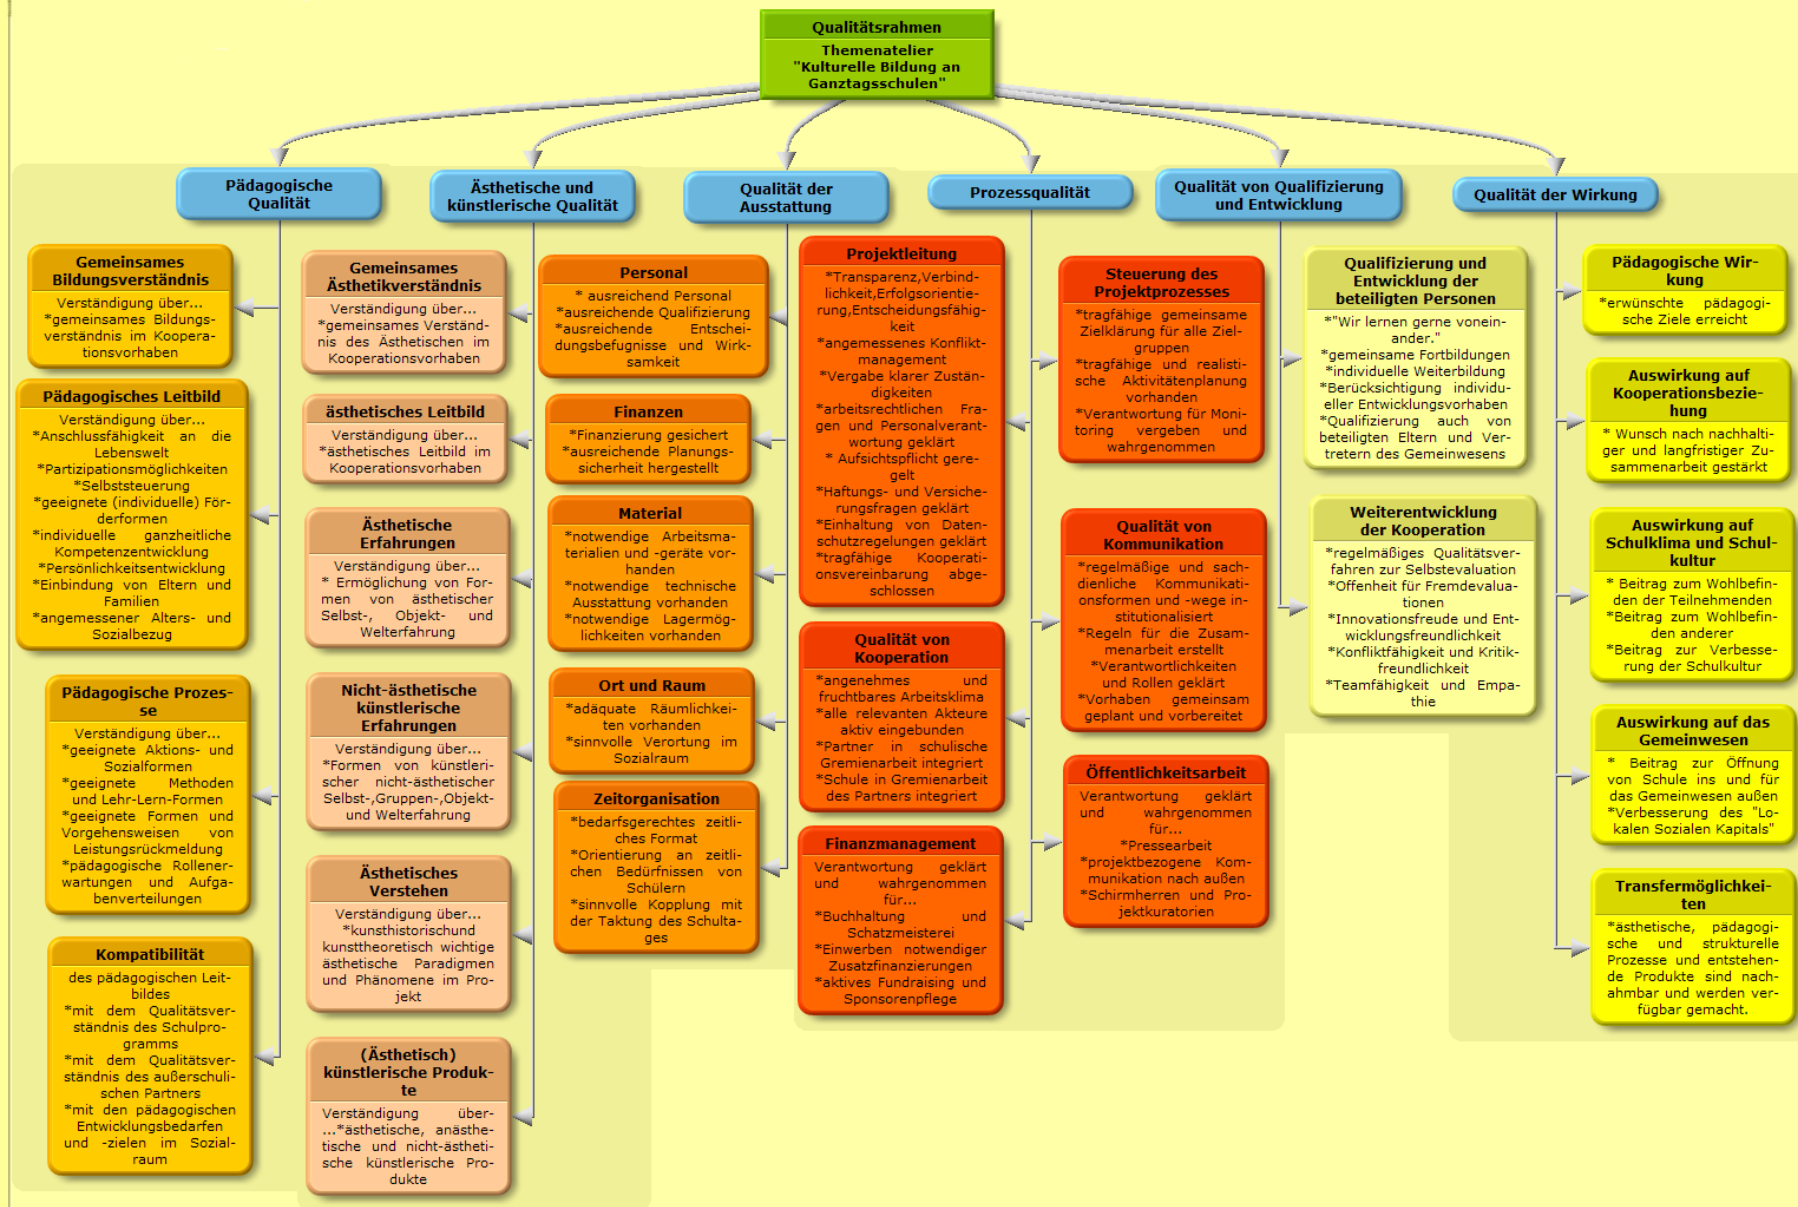 Qualitätsrahmen
Themenatelier
"Kulturelle Bildung an
Ganztagsschulen"
Pädagogische
Qualität
Gemeinsames
Bildungsverständnis
Verständigung über...
*gemeinsames Bildungs-
verständnis im Koopera-
tionsvorhaben
Pädagogisches Leitbild
Verständigung über...
*Anschlussfähigkeit an die
Lebenswelt
*Partizipationsmöglichkeiten
*Selbststeuerung
*geeignete (individuelle) För-
derformen
*individuelle ganzheitliche
Kompetenzentwicklung
*Persönlichkeitsentwicklung
*Einbindung von Eltern und
Familien
*angemessener Alters- und
Sozialbezug
Pädagogische Prozes-
se
Verständigung über...
*geeignete Aktions- und
Sozialformen
*geeignete Methoden
und Lehr-Lern-Formen
*geeignete Formen und
Vorgehensweisen von
Leistungsrückmeldung
*pädagogische Rollener-
wartungen und Aufga-
benverteilungen
Kompatibilität
des pädagogischen Leit-
bildes
*mit dem Qualitätsver-
ständnis des Schulpro-
gramms
*mit dem Qualitätsver-
ständnis des außerschuli-
schen Partners
*mit den pädagogischen
Entwicklungsbedarfen
und -zielen im Sozial-
raum
Ästhetische und
künstlerische Qualität
Gemeinsames
Ästhetikverständnis
Verständigung über...
*gemeinsames Verständ-
nis des Ästhetischen im
Kooperationsvorhaben
ästhetisches Leitbild
Verständigung über...
*ästhetisches Leitbild im
Kooperationsvorhaben
Ästhetische
Erfahrungen
Verständigung über...
* Ermöglichung von For-
men von ästhetischer
Selbst-, Objekt- und
Welterfahrung
Nicht-ästhetische
künstlerische
Erfahrungen
Verständigung über...
*Formen von künstleri-
scher nicht-ästhetischer
Selbst-,Gruppen-,Objekt-
und Welterfahrung
Ästhetisches
Verstehen
Verständigung über...
*kunsthistorischund
kunsttheoretisch wichtige
ästhetische Paradigmen
und Phänomene im Pro-
jekt
(Ästhetisch)
künstlerische Produk-
te
Verständigung über-
...*ästhetische, anästhe-
tische und nicht-ästheti-
sche künstlerische Pro-
dukte
Qualität der
Ausstattung
Personal
* ausreichend Personal
*ausreichende Qualifizierung
*ausreichende Entschei-
dungsbefugnisse und Wirk-
samkeit
Finanzen
*Finanzierung gesichert
*ausreichende Planungs-
sicherheit hergestellt
Material
*notwendige Arbeitsma-
terialien und -geräte vor-
handen
*notwendige technische
Ausstattung vorhanden
*notwendige Lagermög-
lichkeiten vorhanden
Ort und Raum
*adäquate Räumlichkei-
ten vorhanden
*sinnvolle Verortung im
Sozialraum
Zeitorganisation
*bedarfsgerechtes zeitli-
ches Format
*Orientierung an zeitli-
chen Bedürfnissen von
Schülern
*sinnvolle Kopplung mit
der Taktung des Schulta-
ges
Prozessqualität
Projektleitung
*Transparenz,Verbind-
lichkeit,Erfolgsorientie-
rung,Entscheidungsfähig-
keit
*angemessenes Konflikt-
management
*Vergabe klarer Zustän-
digkeiten
*arbeitsrechtlichen Fra-
gen und Personalverant-
wortung geklärt
* Aufsichtspflicht gere-
gelt
*Haftungs- und Versiche-
rungsfragen geklärt
*Einhaltung von Daten-
schutzregelungen geklärt
*tragfähige Kooperati-
onsvereinbarung abge-
schlossen
Qualität von
Kooperation
*angenehmes und
fruchtbares Arbeitsklima
*alle relevanten Akteure
aktiv eingebunden
*Partner in schulische
Gremienarbeit integriert
*Schule in Gremienarbeit
des Partners integriert
Finanzmanagement
Verantwortung geklärt
und wahrgenommen
für...
*Buchhaltung und
Schatzmeisterei
*Einwerben notwendiger
Zusatzfinanzierungen
*aktives Fundraising und
Sponsorenpflege
Steuerung des
Projektprozesses
*tragfähige gemeinsame
Zielklärung für alle Ziel-
gruppen
*tragfähige und realisti-
sche Aktivitätenplanung
vorhanden
*Verantwortung für Moni-
toring vergeben und
wahrgenommen
Qualität von
Kommunikation
*regelmäßige und sach-
dienliche Kommunikati-
onsformen und -wege in-
stitutionalisiert
*Regeln für die Zusam-
menarbeit erstellt
*Verantwortlichkeiten
und Rollen geklärt
*Vorhaben gemeinsam
geplant und vorbereitet
Öffentlichkeitsarbeit
Verantwortung geklärt
und wahrgenommen
für...
*Pressearbeit
*projektbezogene Kom-
munikation nach außen
*Schirmherren und Pro-
jektkuratorien
Qualität von Qualifizierung
und Entwicklung
Qualifizierung und
Entwicklung der
beteiligten Personen
*"Wir lernen gerne vonein-
ander."
*gemeinsame Fortbildungen
*individuelle Weiterbildung
*Berücksichtigung individu-
eller Entwicklungsvorhaben
*Qualifizierung auch von
beteiligten Eltern und Ver-
tretern des Gemeinwesens
Weiterentwicklung
der Kooperation
*regelmäßiges Qualitätsver-
fahren zur Selbstevaluation
*Offenheit für Fremdevalua-
tionen
*Innovationsfreude und Ent-
wicklungsfreundlichkeit
*Konfliktfähigkeit und Kritik-
freundlichkeit
*Teamfähigkeit und Empa-
thie
Qualität der Wirkung
Pädagogische Wir-
kung
*erwünschte pädagogi-
sche Ziele erreicht
Auswirkung auf
Kooperationsbezie-
hung
* Wunsch nach nachhalti-
ger und langfristiger Zu-
sammenarbeit gestärkt
Auswirkung auf
Schulklima und Schul-
kultur
* Beitrag zum Wohlbefin-
den der Teilnehmenden
*Beitrag zum Wohlbefin-
den anderer
*Beitrag zur Verbesse-
rung der Schulkultur
Auswirkung auf das
Gemeinwesen
* Beitrag zur Öffnung
von Schule ins und für
das Gemeinwesen außen
*Verbesserung des "Lo-
kalen Sozialen Kapitals"
Transfermöglichkei-
ten
*ästhetische, pädagogi-
sche und strukturelle
Prozesse und entstehen-
de Produkte sind nach-
ahmbar und werden ver-
fügbar gemacht.